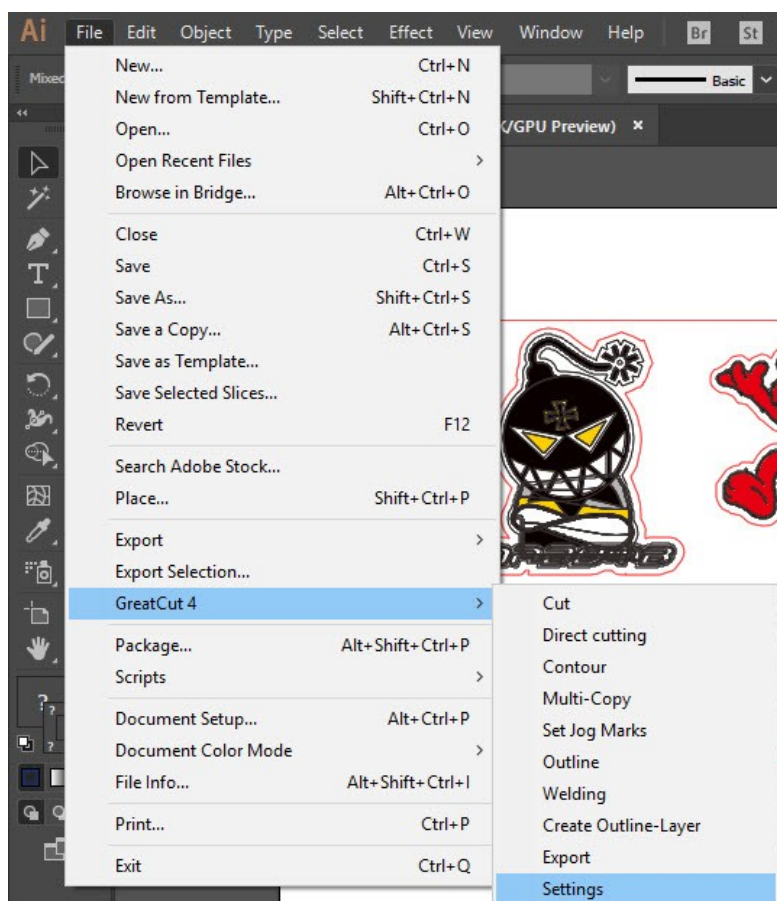 Ai File Edit Object Type Select Effect View Window Help Br St
Mixed Basic
K/GPU Preview) ×
New... Ctrl+N
New from Template... Shift+Ctrl+N
Open... Ctrl+O
Open Recent Files >
Browse in Bridge... Alt+Ctrl+O
Close Ctrl+W
Save Ctrl+S
Save As... Shift+Ctrl+S
Save a Copy... Alt+Ctrl+S
Save as Template...
Save Selected Slices...
Revert F12
Search Adobe Stock...
Place... Shift+Ctrl+P
Export >
Export Selection...
GreatCut 4 >
Package... Alt+Shift+Ctrl+P
Scripts >
Document Setup... Alt+Ctrl+P
Document Color Mode >
File Info... Alt+Shift+Ctrl+I
Print... Ctrl+P
Exit Ctrl+Q
Cut
Direct cutting
Contour
Multi-Copy
Set Jog Marks
Outline
Welding
Create Outline-Layer
Export
Settings